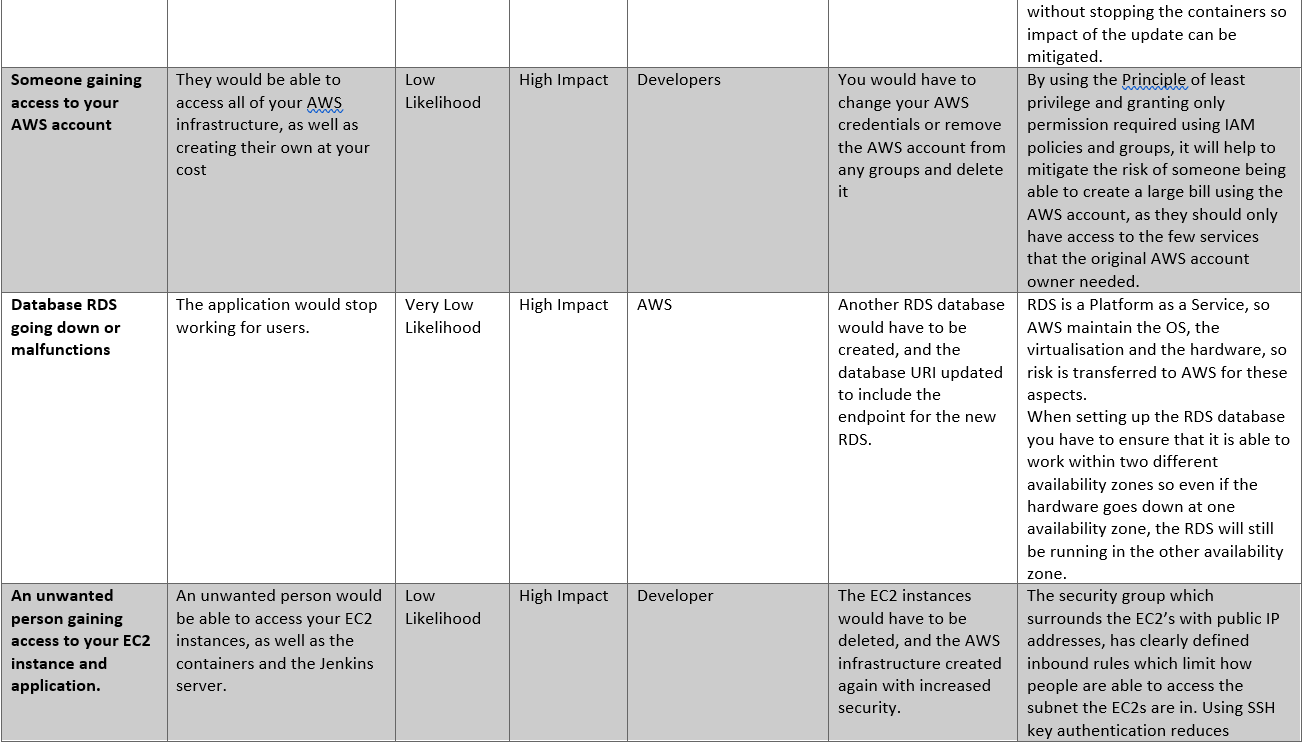 without stopping the containers so
impact of the update can be
mitigated.
Someone gaining
access to your
AWS account
They would be able to
access all of your AWS
infrastructure, as well as
creating their own at your
cost
Low
Likelihood
High Impact
Developers
You would have to
change your AWS
credentials or remove
the AWS account from
any groups and delete
it
By using the Principle of least
privilege and granting only
permission required using IAM
policies and groups, it will help to
mitigate the risk of someone being
able to create a large bill using the
AWS account, as they should only
have access to the few services
that the original AWS account
owner needed.
Database RDS
going down or
malfunctions
The application would stop
working for users.
Very Low
Likelihood
High Impact
AWS
Another RDS database
would have to be
created, and the
database URI updated
to include the
endpoint for the new
RDS.
RDS is a Platform as a Service, so
AWS maintain the OS, the
virtualisation and the hardware, so
risk is transferred to AWS for these
aspects.
When setting up the RDS database
you have to ensure that it is able to
work within two different
availability zones so even if the
hardware goes down at one
availability zone, the RDS will still
be running in the other availability
zone.
An unwanted
person gaining
access to your EC2
instance and
application.
An unwanted person would
be able to access your EC2
instances, as well as the
containers and the Jenkins
server.
Low
Likelihood
High Impact
Developer
The EC2 instances
would have to be
deleted, and the AWS
infrastructure created
again with increased
security.
The security group which
surrounds the EC2’s with public IP
addresses, has clearly defined
inbound rules which limit how
people are able to access the
subnet the EC2s are in. Using SSH
key authentication reduces